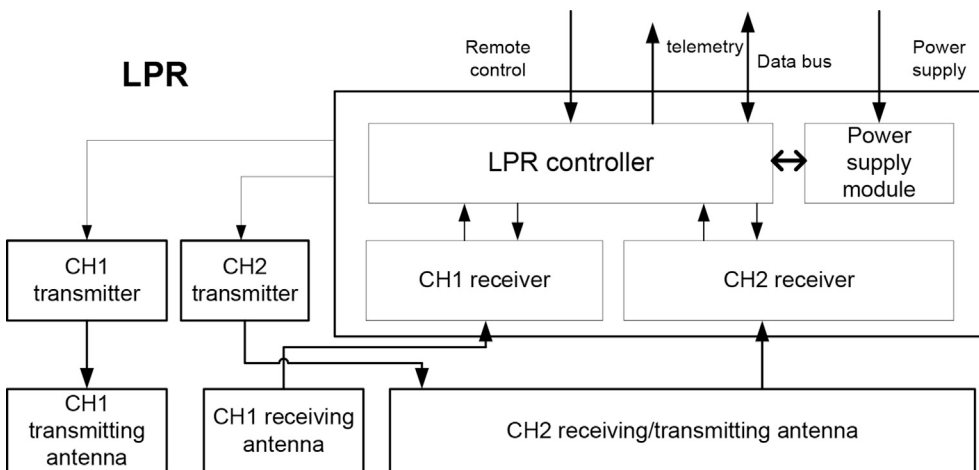 LPR
Remote
control
telemetry
Data bus
Power
supply
LPR controller
Power
supply
module
CH1
transmitter
CH2
transmitter
CH1 receiver
CH2 receiver
CH1
transmitting
antenna
CH1 receiving
antenna
CH2 receiving/transmitting antenna